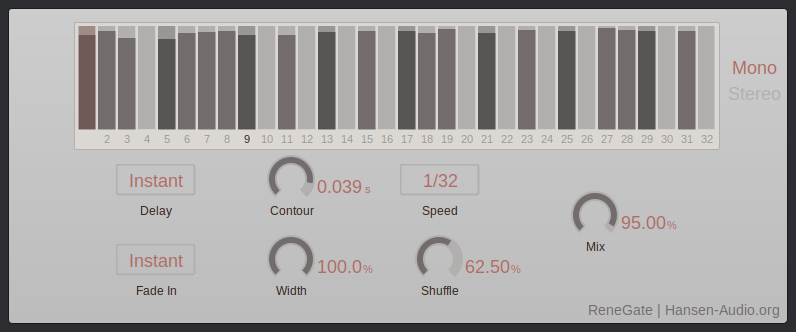 Mono
Stereo
2 3 4 5 6 7 8 9 10 11 12 13 14 15 16 17 18 19 20 21 22 23 24 25 26 27 28 29 30 31 32
Instant 0.039 s 1/32
Delay Contour Speed
95.00%
Mix
Instant 100.0% 62.50%
Fade In Width Shuffle
ReneGate | Hansen-Audio.org